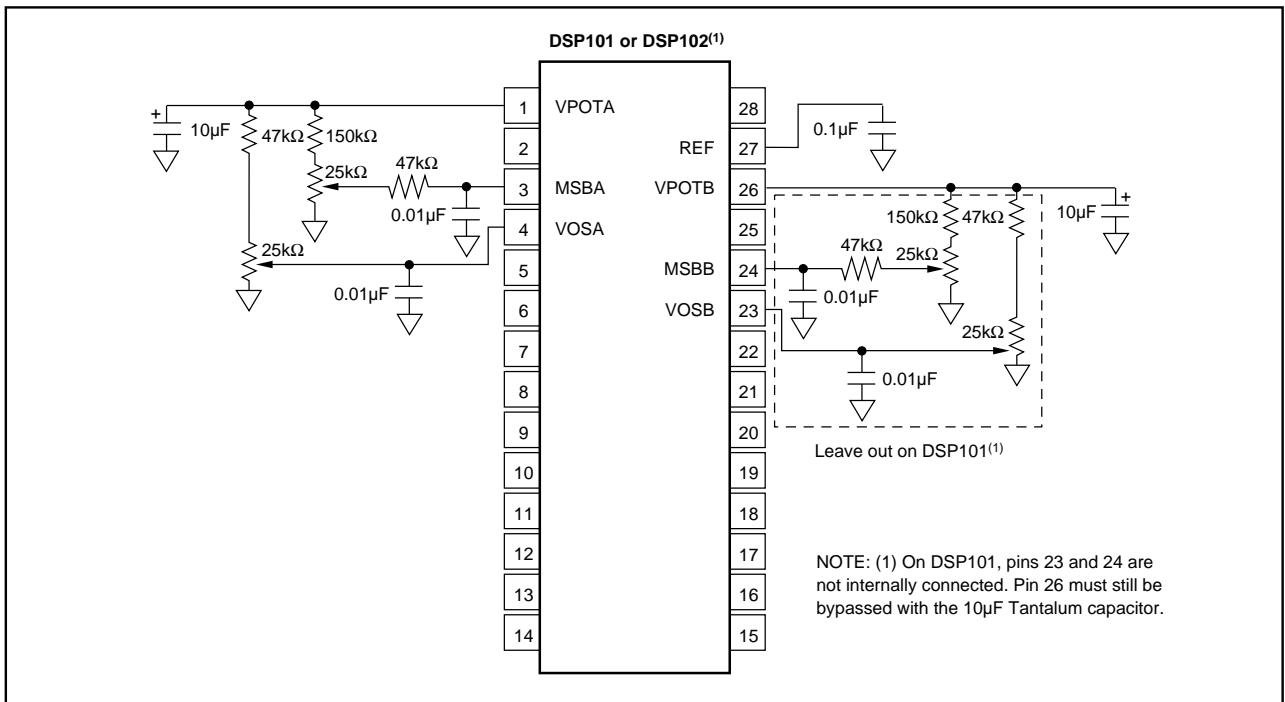 DSP101 or DSP102(1)
1 VPOTA 28
+ 10µF 47kΩ 150kΩ
2 REF 27 0.1µF
25kΩ 47kΩ
3 MSBA VPOTB 26
0.01µF
150kΩ 47kΩ 10µF +
4 VOSA 25
25kΩ
0.01µF
47kΩ 25kΩ
5 MSBB 24
0.01µF
6 VOSB 23
25kΩ
7 22
0.01µF
8 21
9 20
Leave out on DSP101(1)
10 19
11 18
12 17
13 16
14 15
NOTE: (1) On DSP101, pins 23 and 24 are
not internally connected. Pin 26 must still be
bypassed with the 10µF Tantalum capacitor.